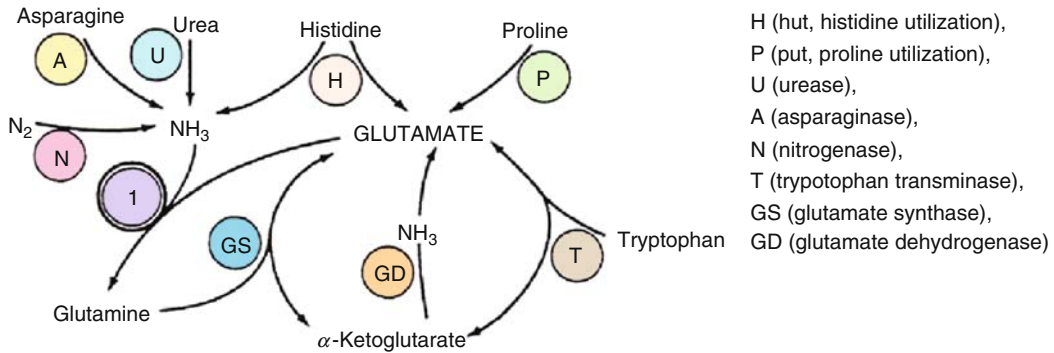 Asparagine
Urea
Histidine
Proline
A
U
H
P
N₂
NH₃
GLUTAMATE
N
1
GS
NH₃
GD
T
Tryptophan
Glutamine
α-Ketoglutarate
H (hut, histidine utilization),
P (put, proline utilization),
U (urease),
A (asparaginase),
N (nitrogenase),
T (trypotophan transminase),
GS (glutamate synthase),
GD (glutamate dehydrogenase)